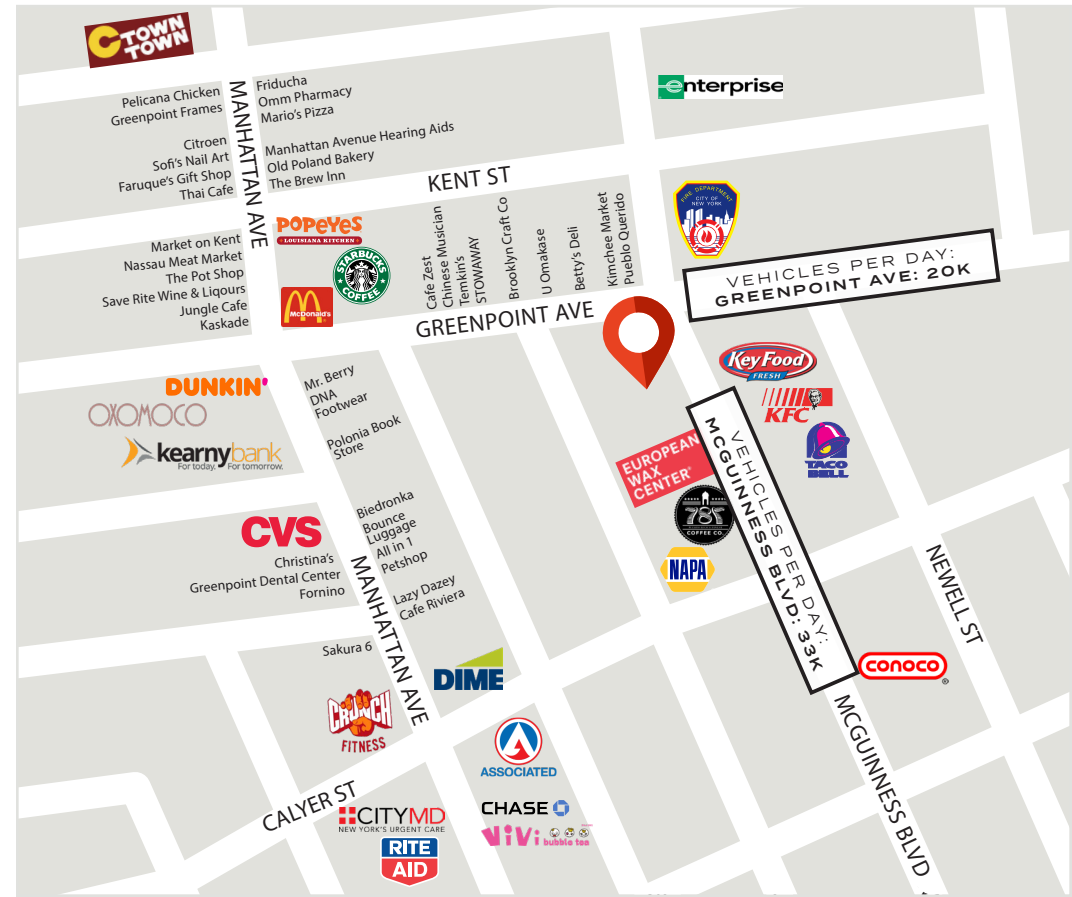 C TOWN
TOWN
Pelicana Chicken
Greenpoint Frames
Citroen
Sofi's Nail Art
Faruque's Gift Shop
Thai Cafe
MANHATTAN AVE
Friducha
Omm Pharmacy
Mario's Pizza
Manhattan Avenue Hearing Aids
Old Poland Bakery
The Brew Inn
enterprise
KENT ST
Market on Kent
Nassau Meat Market
The Pot Shop
Save Rite Wine & Liqours
Jungle Cafe
Kaskade
POPEYES
LOUISIANA KITCHEN
STARBUCKS
COFFEE
McDonald's
Cafe Zest
Chinese Musician
Temkin's
STOWAWAY
Brooklyn Craft Co
U Omakase
Betty's Deli
Kimchee Market
Pueblo Querido
FIRE DEPARTMENT
CITY OF
NEW YORK
VEHICLES PER DAY:
GREENPOINT AVE: 20K
GREENPOINT AVE
DUNKIN'
OXOMOCO
kearnybank
For today. For tomorrow.
Mr. Berry
DNA
Footwear
Polonia Book
Store
Key Food
FRESH
KFC
TACO
BELL
EUROPEAN
WAX
CENTER
787
COFFEE CO.
NAPA
VEHICLES PER DAY:
MCGUINNESS BLVD: 33K
CVS
Christina's
Greenpoint Dental Center
Fornino
Biedronka
Bounce
Luggage
All in 1
Petshop
Lazy Dazey
Cafe Riviera
MANHATTAN AVE
NEWELL ST
Sakura 6
DIME
conoco®
CRUNCH
FITNESS
ASSOCIATED
MCGUINNESS BLVD
CALYER ST
CITYMD
NEW YORK'S URGENT CARE
RITE
AID
CHASE
ViVi bubble tea